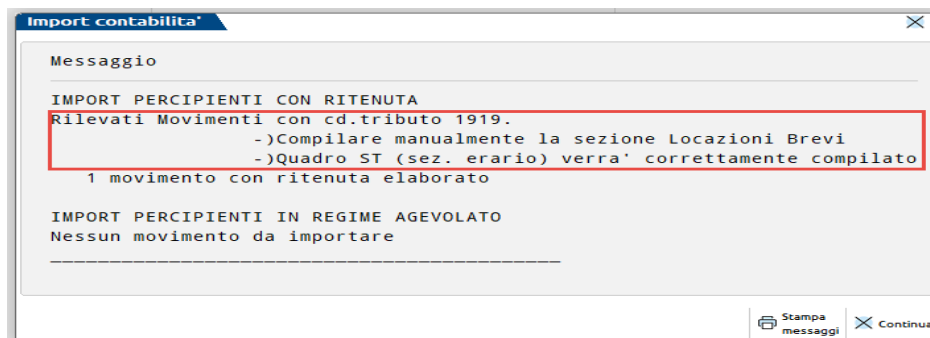 Import contabilita'
Messaggio
IMPORT PERCIPIENTI CON RITENUTA
Rilevati Movimenti con cd.tributo 1919.
-)Compilare manualmente la sezione Locazioni Brevi
-)Quadro ST (sez. erario) verra' correttamente compilato
1 movimento con ritenuta elaborato
IMPORT PERCIPIENTI IN REGIME AGEVOLATO
Nessun movimento da importare
Stampa
messaggi
Continua